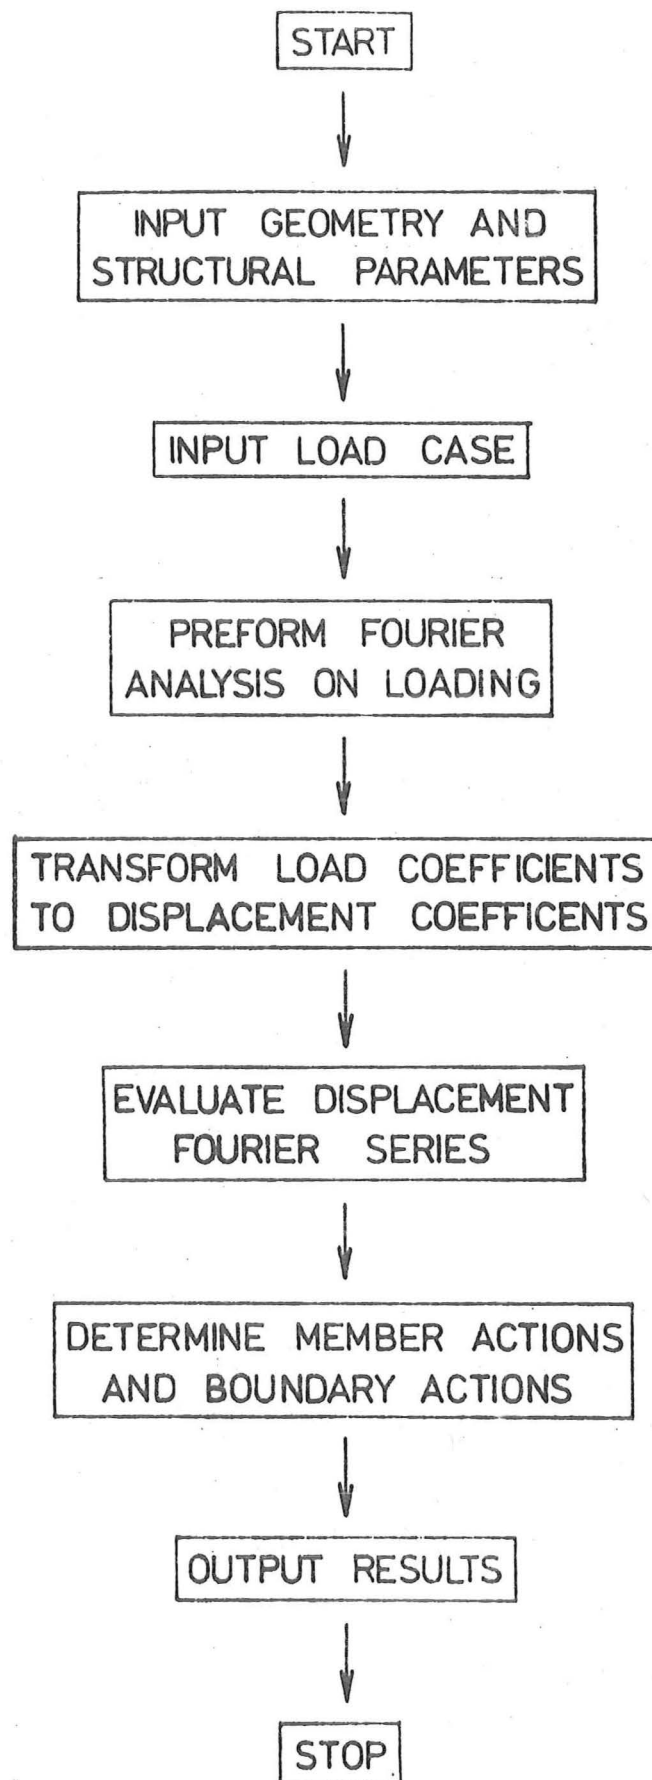 START
INPUT GEOMETRY AND
STRUCTURAL PARAMETERS
INPUT LOAD CASE
PREFORM FOURIER
ANALYSIS ON LOADING
TRANSFORM LOAD COEFFICIENTS
TO DISPLACEMENT COEFFICENTS
EVALUATE DISPLACEMENT
FOURIER SERIES
DETERMINE MEMBER ACTIONS
AND BOUNDARY ACTIONS
OUTPUT RESULTS
STOP